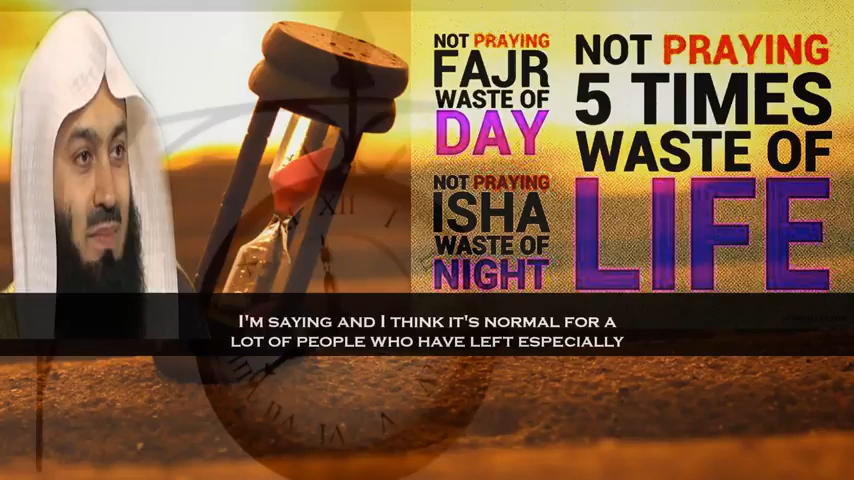 NOT PRAYING
FAJR
WASTE OF
DAY
NOT PRAYING
ISHA
WASTE OF
NIGHT
NOT PRAYING
5 TIMES
WASTE OF
LIFE
XII
I'M SAYING AND I THINK IT'S NORMAL FOR A
LOT OF PEOPLE WHO HAVE LEFT ESPECIALLY